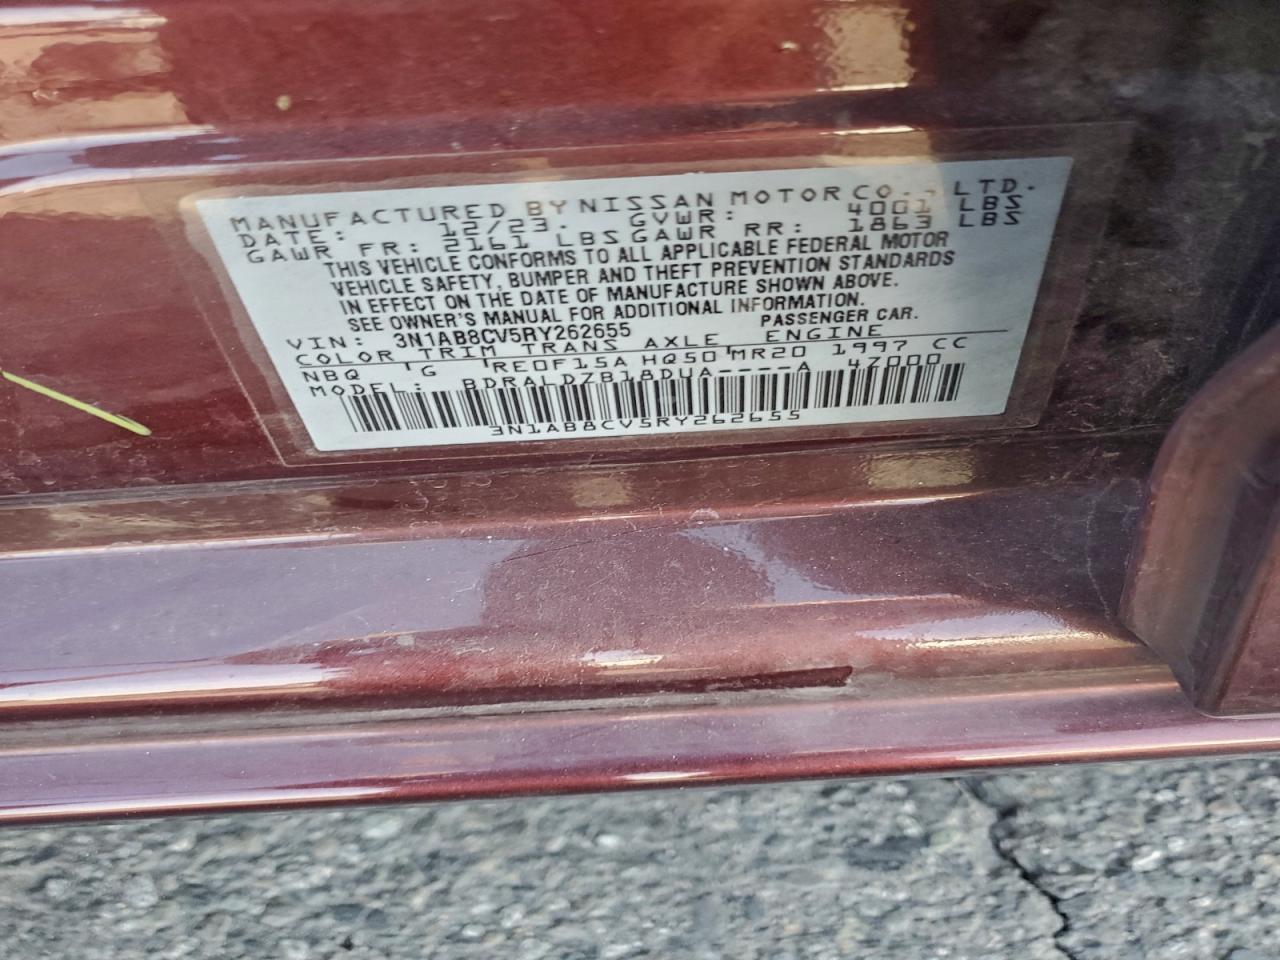 MANUFACTURED BY NISSAN MOTOR CO., LTD.
DATE: 12/23. GVWR: 4001 LBS
GAWR FR: 2161 LBS GAWR RR: 1863 LBS
THIS VEHICLE CONFORMS TO ALL APPLICABLE FEDERAL MOTOR
VEHICLE SAFETY, BUMPER AND THEFT PREVENTION STANDARDS
IN EFFECT ON THE DATE OF MANUFACTURE SHOWN ABOVE.
SEE OWNER'S MANUAL FOR ADDITIONAL INFORMATION.
VIN: 3N1AB8CV5RY262655 PASSENGER CAR.
COLOR TRIM TRANS AXLE ENGINE
NBQ G RE0F15A HQ50 MR20 1997 CC
MODEL: BDRALDZB18DUA----A 47000
3N1AB8CV5RY262655